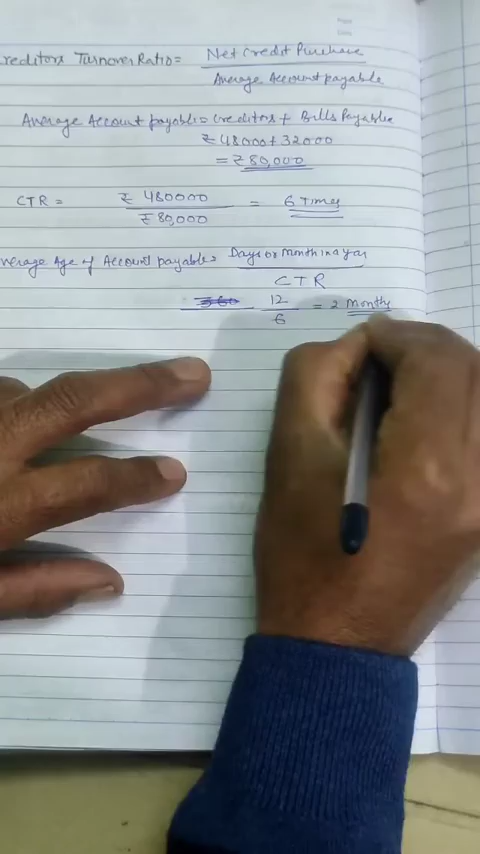 reditors Turnover Ratio = Net Credit Purchase
Average Account payable
Average Account payable = Creditors + Bills Payable
₹ 48000 + 32000
= ₹ 80,000
CTR = ₹ 480000 = 6 Times
₹ 80,000
verage Age of Account payable = Days or Month in a year
CTR
12 = 2 Months
6